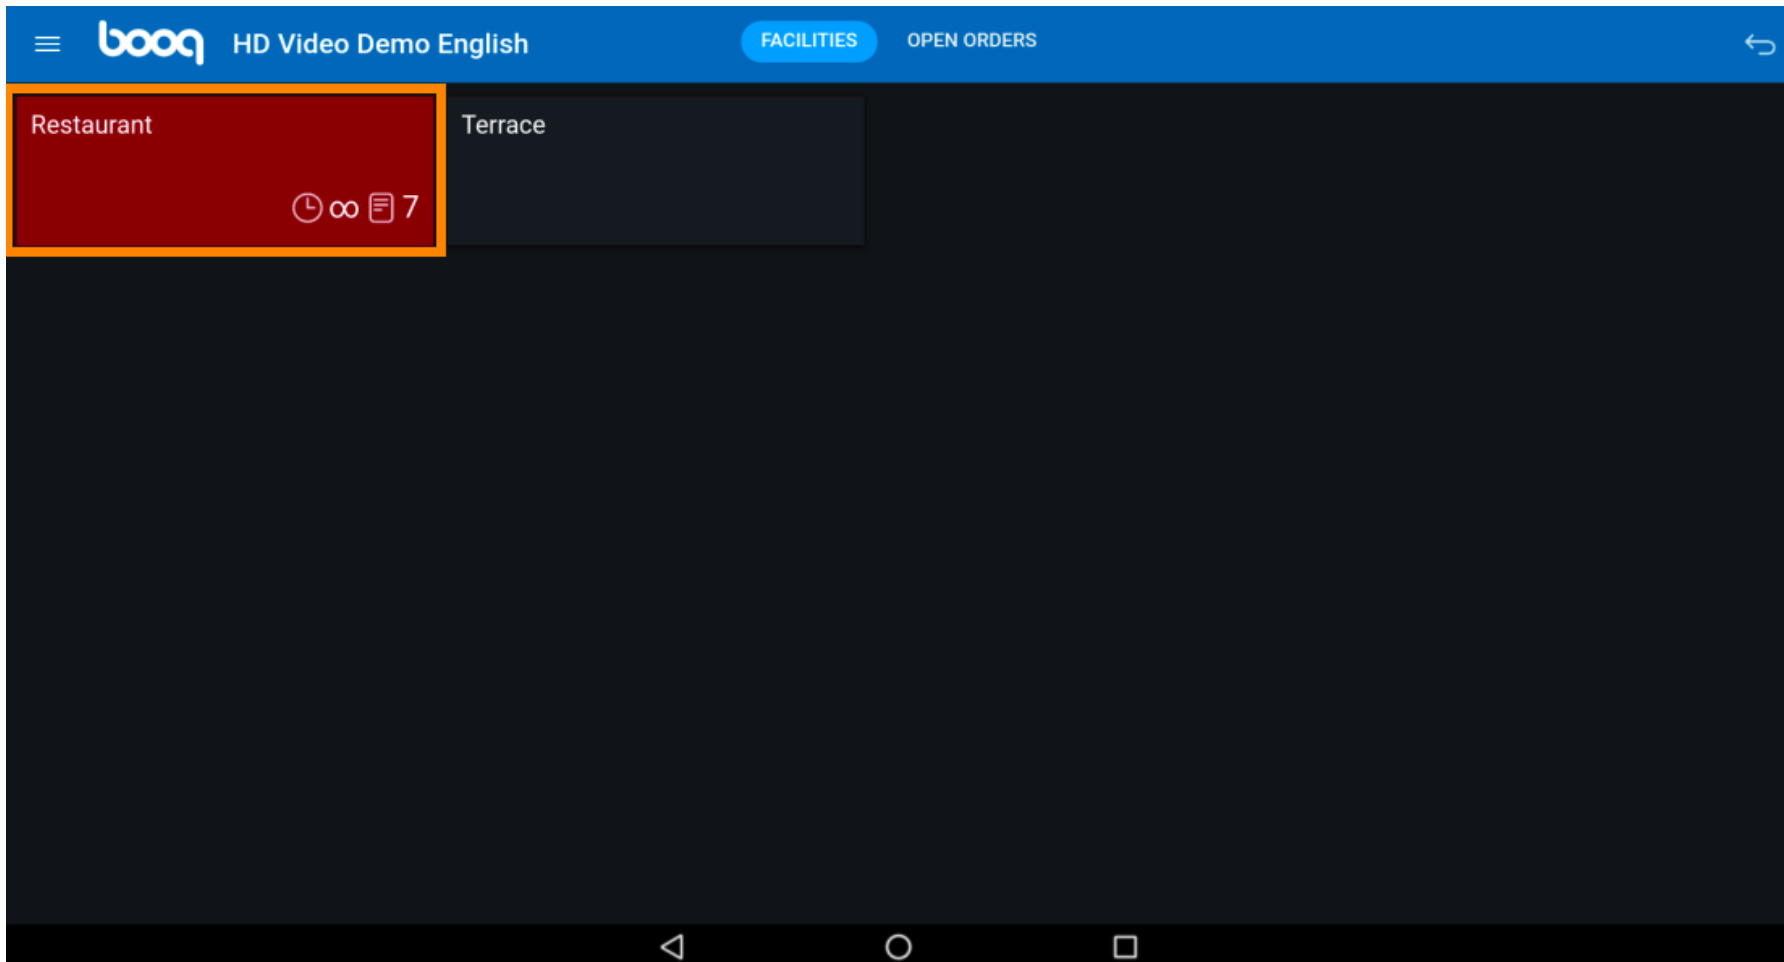 booq HD Video Demo English FACILITIES OPEN ORDERS
Restaurant
∞ 7
Terrace